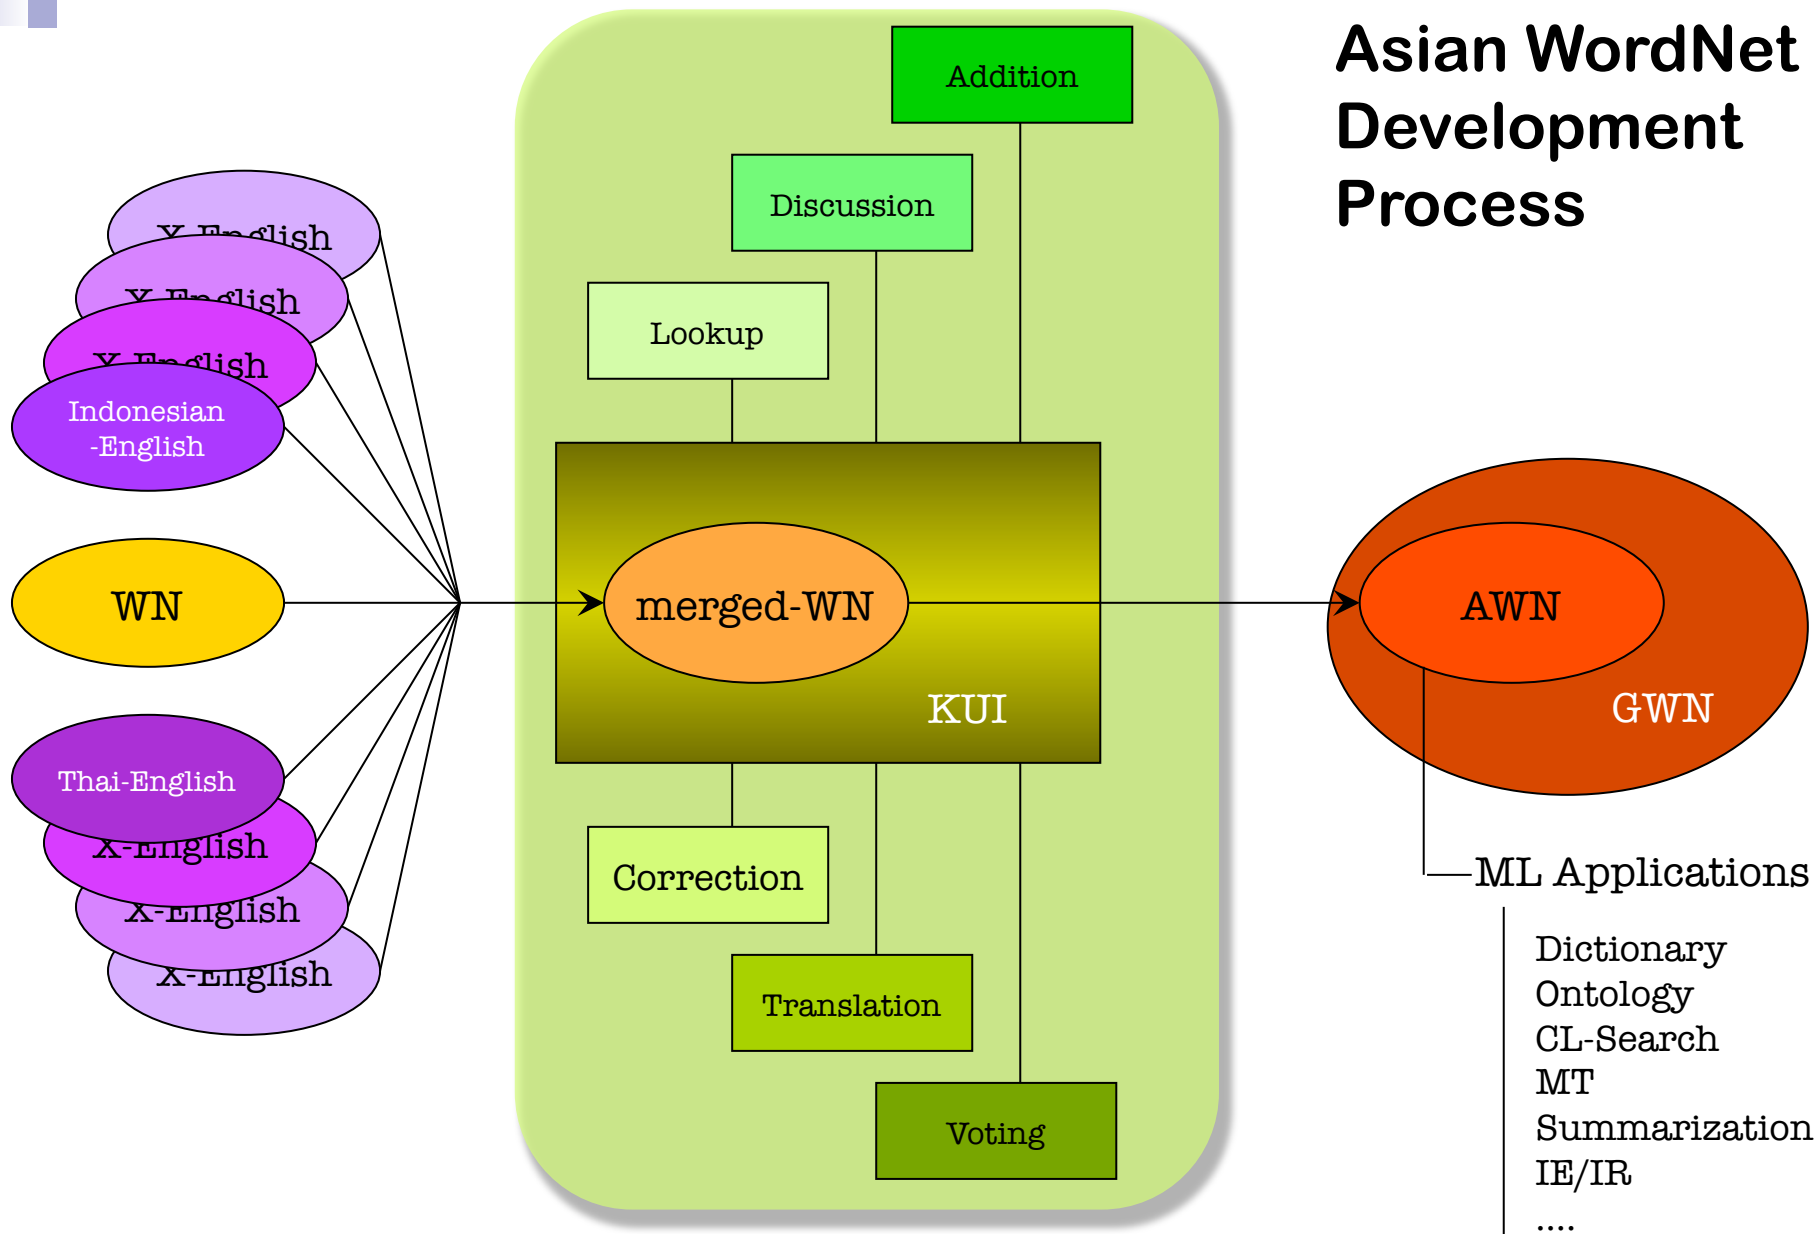 Asian WordNet
Development
Process
X-English
X-English
X-English
Indonesian
-English
WN
Thai-English
X-English
X-English
X-English
Addition
Discussion
Lookup
merged-WN
KUI
Correction
Translation
Voting
AWN
GWN
ML Applications
Dictionary
Ontology
CL-Search
MT
Summarization
IE/IR
....